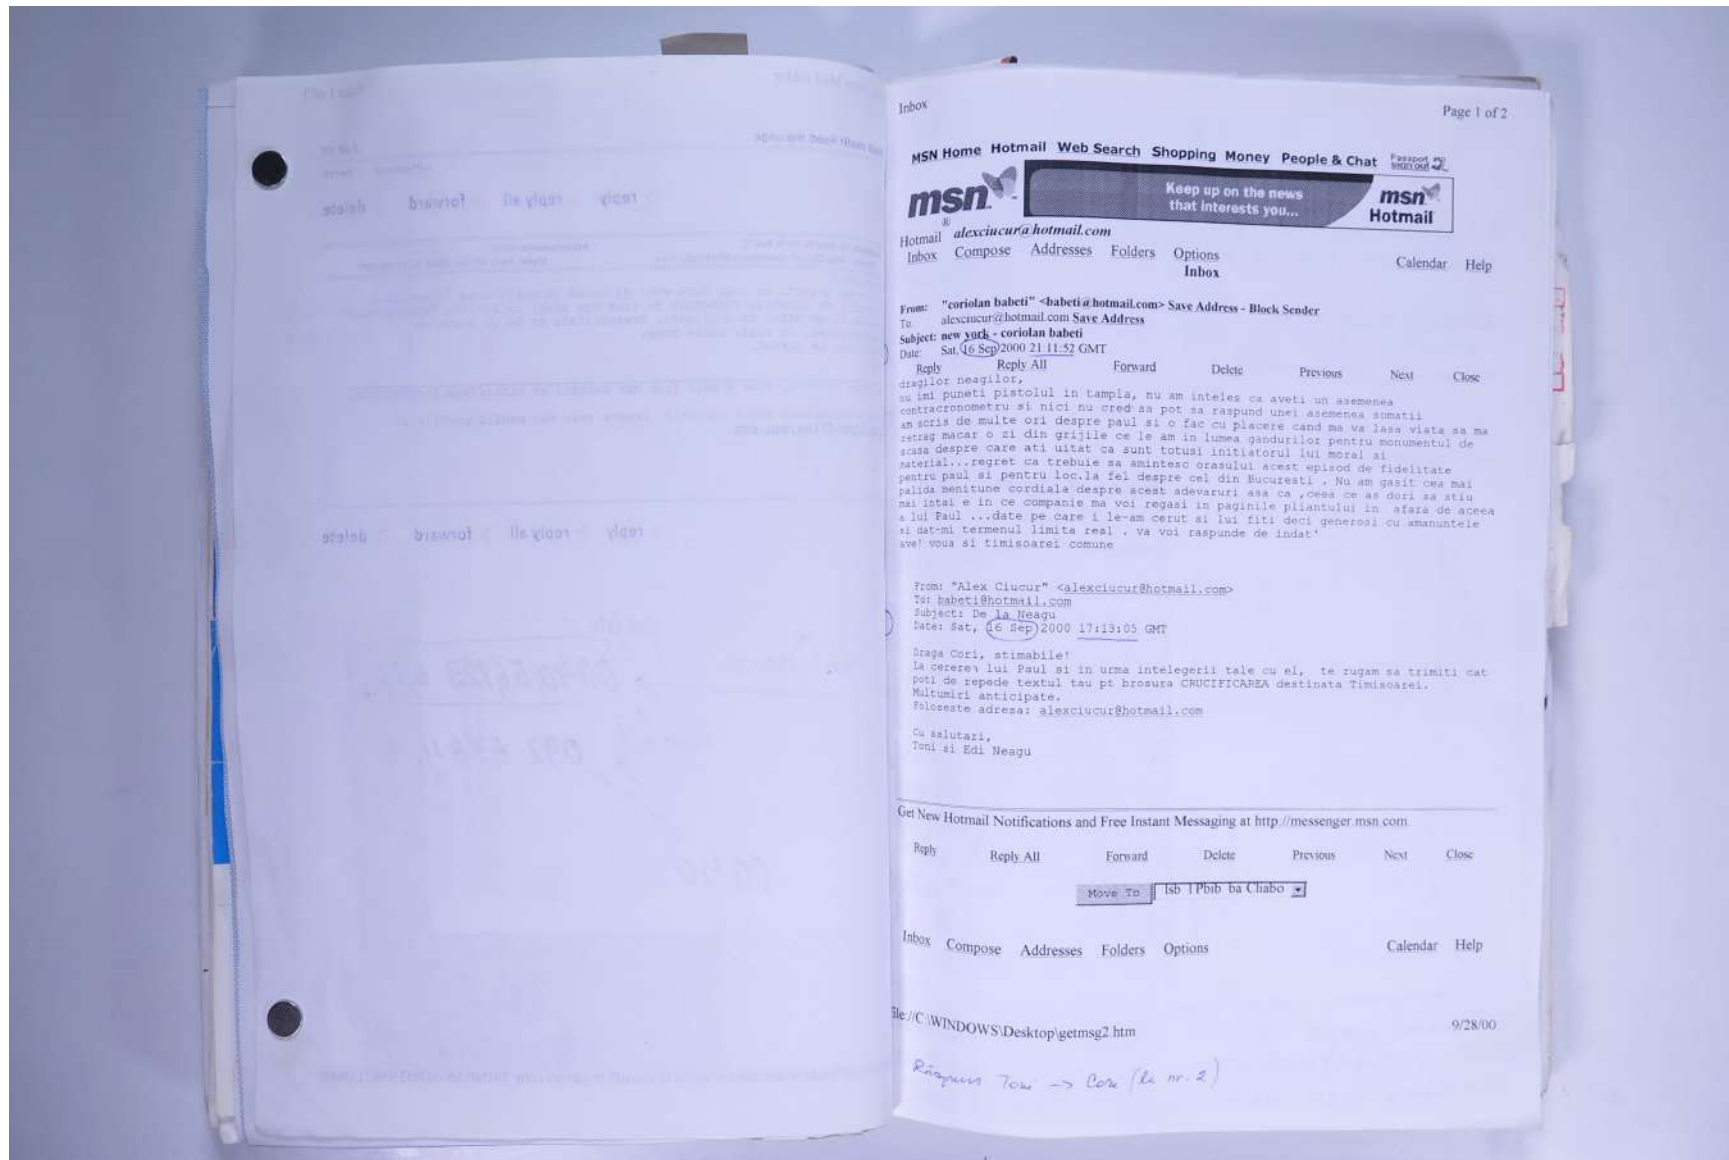 Inbox
Page 1 of 2
MSN Home Hotmail Web Search Shopping Money People & Chat Passport sign out
msn
Keep up on the news
that interests you...
msn
Hotmail
®
Hotmail alexciucur@hotmail.com
Inbox Compose Addresses Folders Options Calendar Help
Inbox
From: "coriolan babeti" <babeti@hotmail.com> Save Address - Block Sender
To: alexciucur@hotmail.com Save Address
Subject: new york - coriolan babeti
Date: Sat, 16 Sep 2000 21:11:52 GMT
Reply Reply All Forward Delete Previous Next Close
dragilor neagilor,
nu imi puneti pistolul in tampla, nu am inteles ca aveti un asemenea
contracronometru si nici nu cred sa pot sa raspund unei asemenea somatii
am scris de multe ori despre paul si o fac cu placere cand ma va lasa viata sa ma
retrag macar o zi din grijile ce le am in lumea gandurilor pentru monumentul de
acasa despre care ati uitat ca sunt totusi initiatorul lui moral si
material...regret ca trebuie sa amintesc orasului acest episod de fidelitate
pentru paul si pentru loc.la fel despre cel din Bucuresti . Nu am gasit cea mai
palida menitune cordiala despre acest adevaruri asa ca ,ceea ce as dori sa stiu
mai intai e in ce companie ma voi regasi in paginile pliantului in afara de aceea
a lui Paul ...date pe care i le-am cerut si lui fiti deci generosi cu amanuntele
si dat-mi termenul limita real . va voi raspunde de indat'
ave! voua si timisoarei comune
From: "Alex Ciucur" <alexciucur@hotmail.com>
To: babeti@hotmail.com
Subject: De la Neagu
Date: Sat, 16 Sep 2000 17:13:05 GMT
Draga Cori, stimabile!
La cererea lui Paul si in urma intelegerii tale cu el, te rugam sa trimiti cat
poti de repede textul tau pt brosura CRUCIFICAREA destinata Timisoarei.
Multumiri anticipate.
Foloseste adresa: alexciucur@hotmail.com
Cu salutari,
Toni si Edi Neagu
Get New Hotmail Notifications and Free Instant Messaging at http://messenger.msn.com.
Reply Reply All Forward Delete Previous Next Close
Move To
Inbox Compose Addresses Folders Options Calendar Help
file://C:\WINDOWS\Desktop\getmsg2.htm
9/28/00
Răspuns Toni -> Cori (la nr. 2)